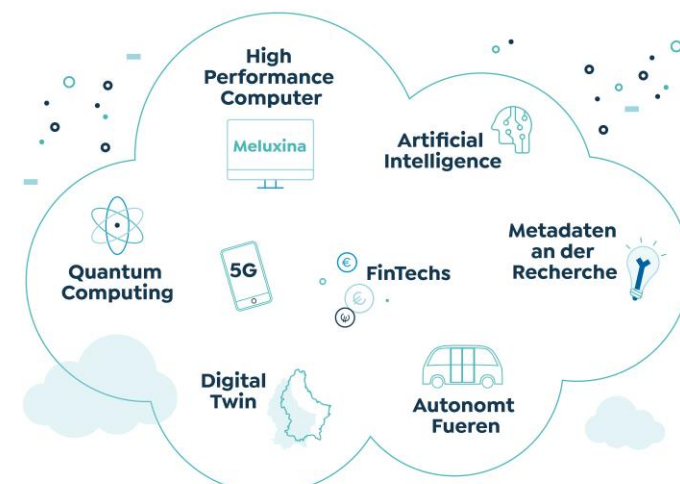 High
Performance
Computer
Meluxina
Artificial
Intelligence
Quantum
Computing
5G
€
€
FinTechs
Metadaten
an der
Recherche
Digital
Twin
Autonomt
Fueren